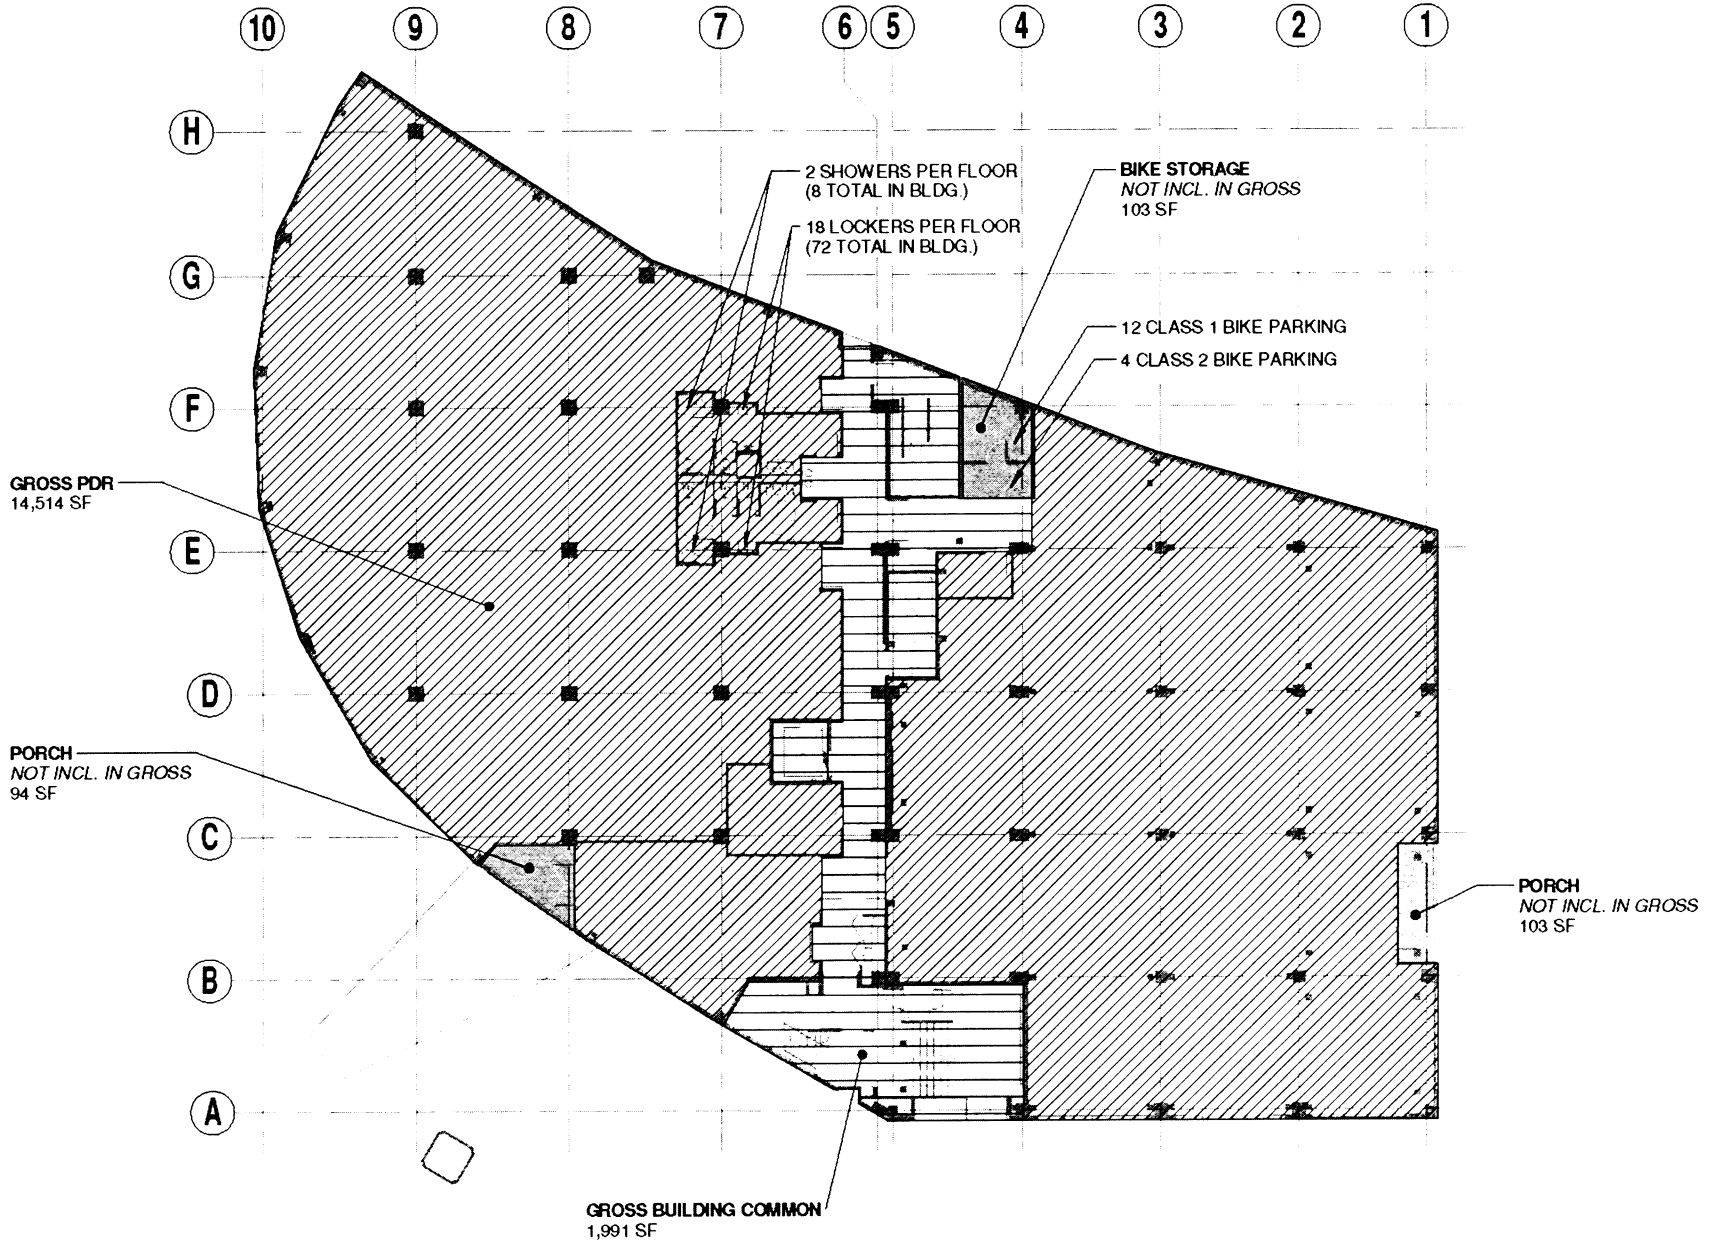 10 9 8 7 6 5 4 3 2 1
H
2 SHOWERS PER FLOOR
(8 TOTAL IN BLDG.)
BIKE STORAGE
NOT INCL. IN GROSS
103 SF
18 LOCKERS PER FLOOR
(72 TOTAL IN BLDG.)
G
12 CLASS 1 BIKE PARKING
4 CLASS 2 BIKE PARKING
F
GROSS PDR
14,514 SF
E
D
PORCH
NOT INCL. IN GROSS
94 SF
C
PORCH
NOT INCL. IN GROSS
103 SF
B
A
GROSS BUILDING COMMON
1,991 SF